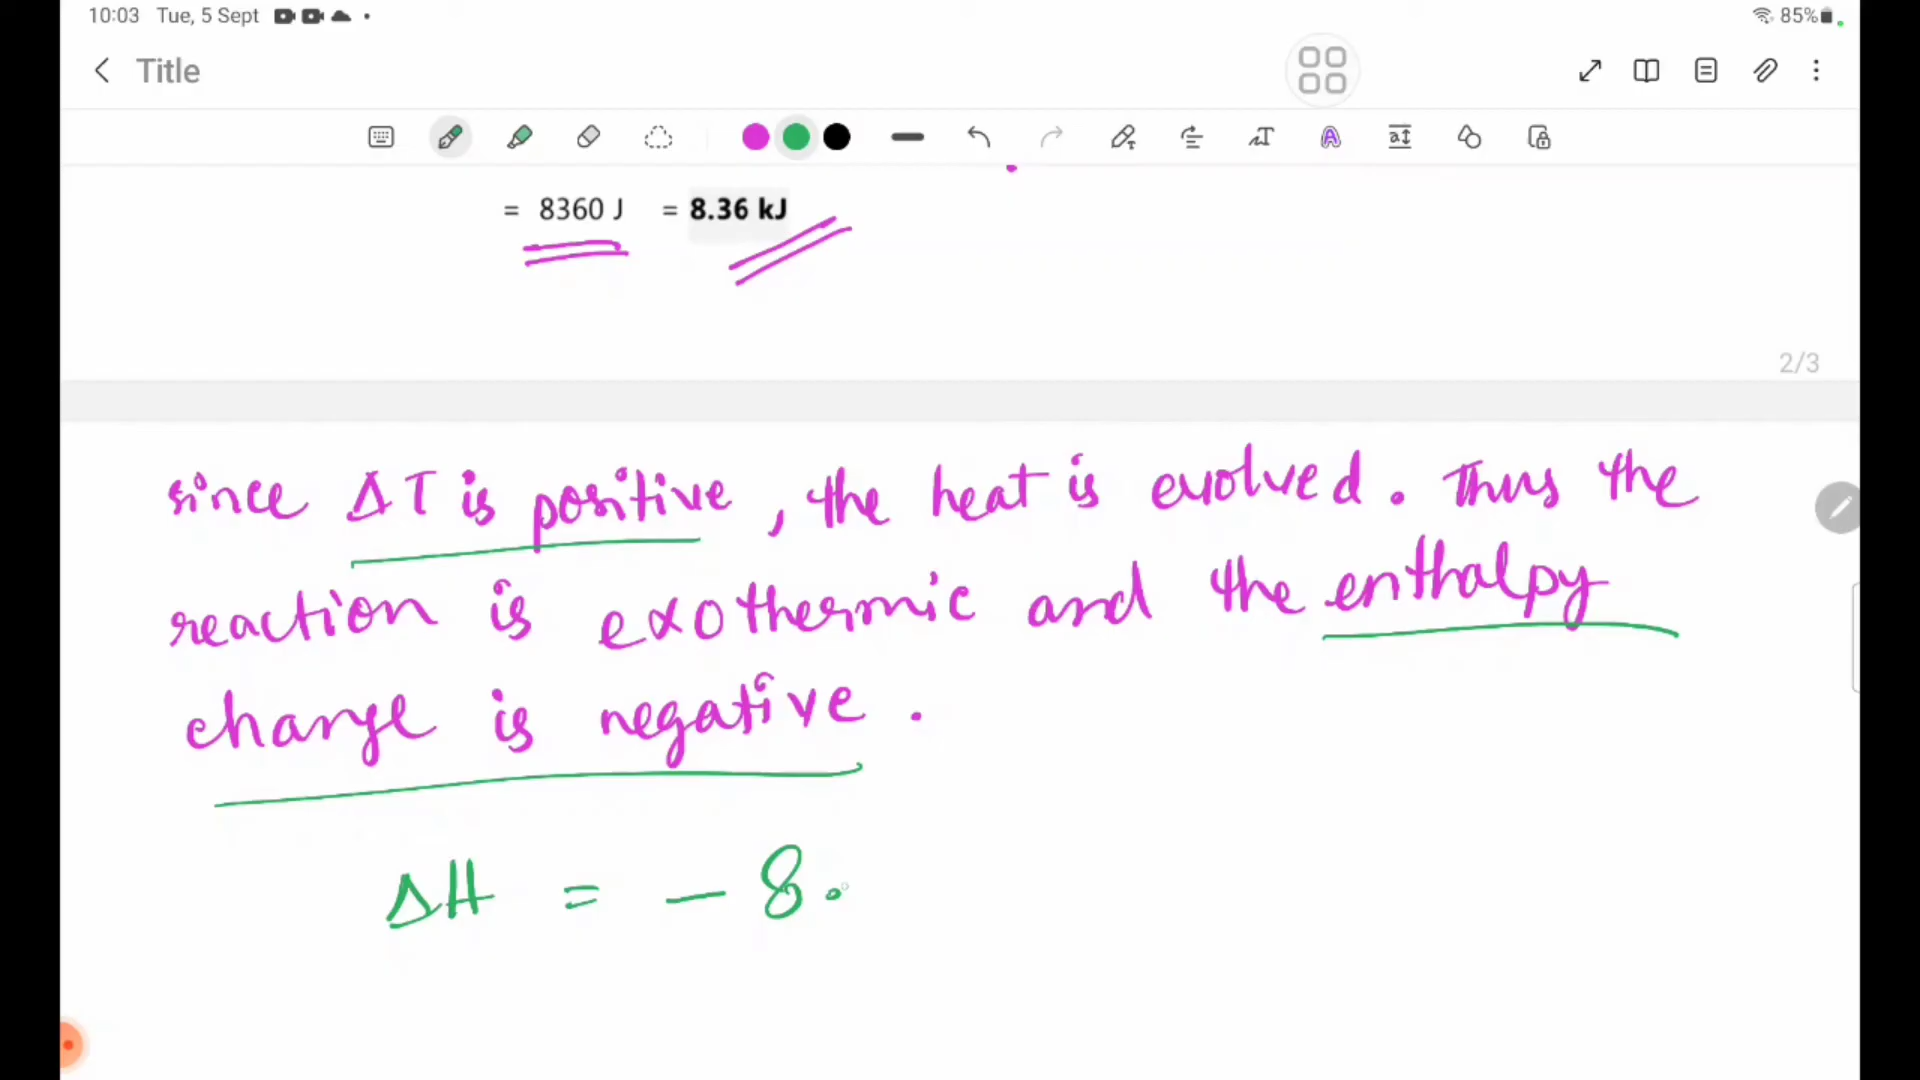 10:03 Tue, 5 Sept 85%
Title
= 8360 J = 8.36 kJ
2/3
since ΔT is positive, the heat is evolved. Thus the
reaction is exothermic and the enthalpy
change is negative.
ΔH = - 8.